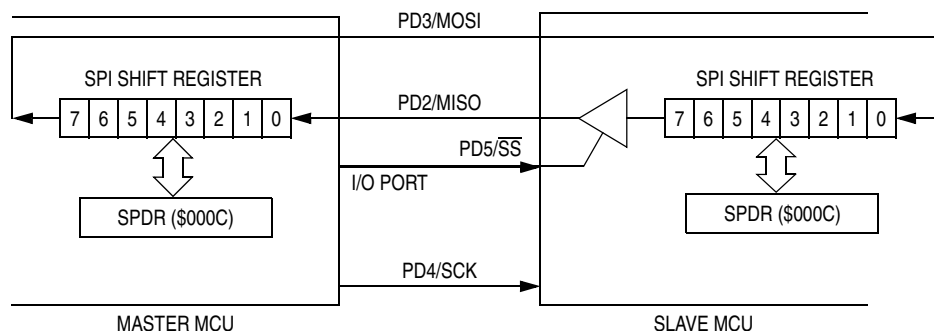 PD3/MOSI
SPI SHIFT REGISTER
SPI SHIFT REGISTER
PD2/MISO
7 6 5 4 3 2 1 0
7 6 5 4 3 2 1 0
PD5/S̅S̅
I/O PORT
SPDR ($000C)
SPDR ($000C)
PD4/SCK
MASTER MCU
SLAVE MCU